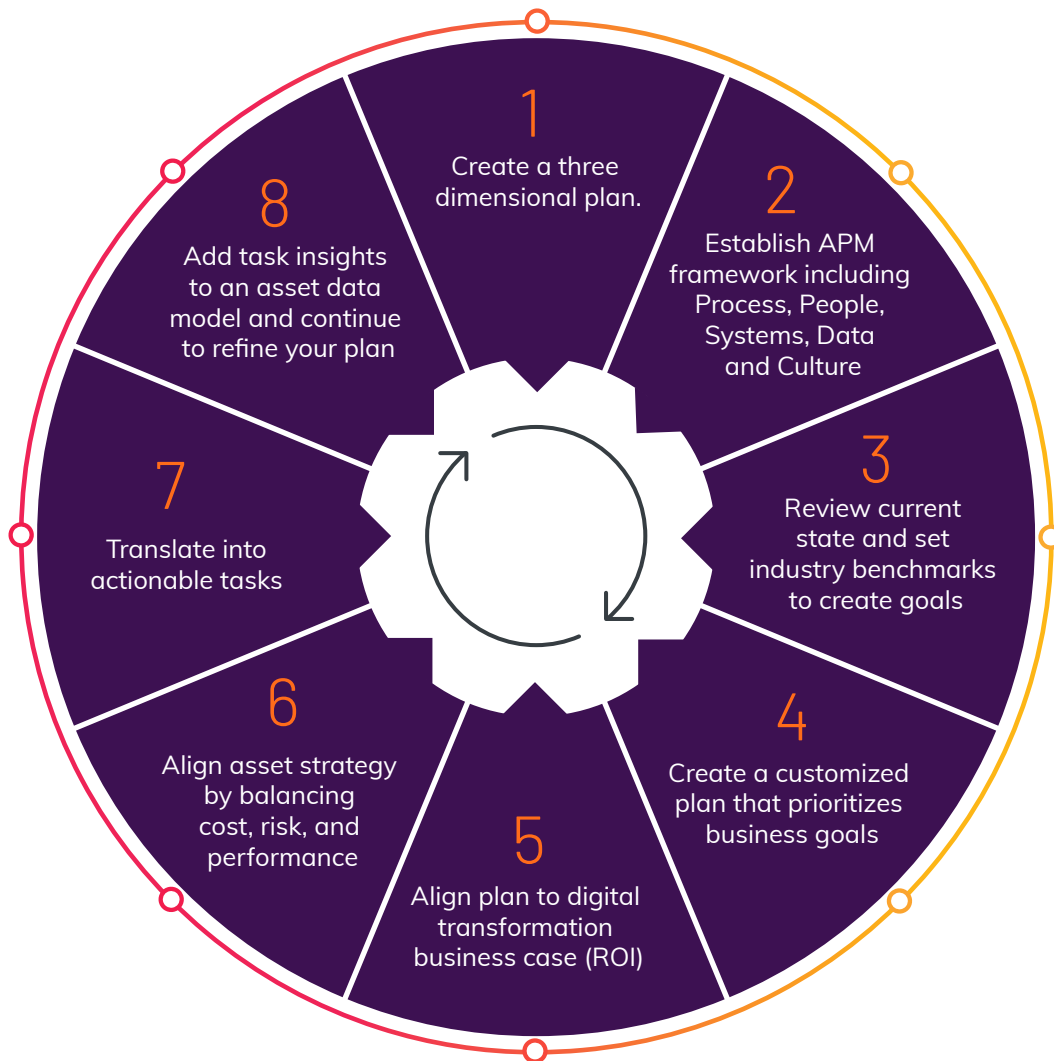 1
Create a three
dimensional plan.
2
Establish APM
framework including
Process, People,
Systems, Data
and Culture
3
Review current
state and set
industry benchmarks
to create goals
4
Create a customized
plan that prioritizes
business goals
5
Align plan to digital
transformation
business case (ROI)
6
Align asset strategy
by balancing
cost, risk, and
performance
7
Translate into
actionable tasks
8
Add task insights
to an asset data
model and continue
to refine your plan